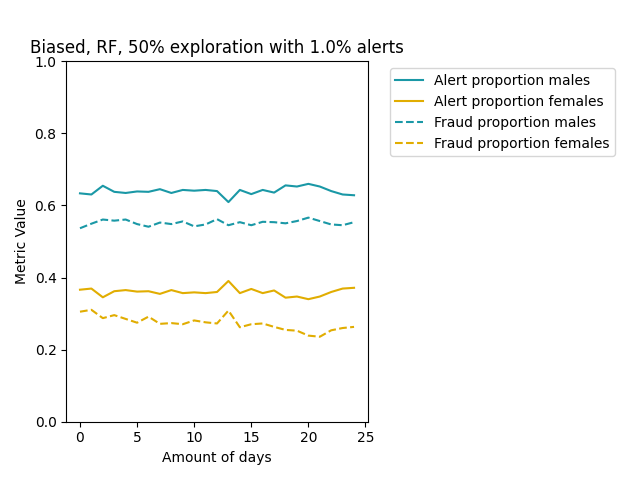 Biased, RF, 50% exploration with 1.0% alerts
Alert proportion males
Alert proportion females
Fraud proportion males
Fraud proportion females
Metric Value
1.0
0.8
0.6
0.4
0.2
0.0
0 5 10 15 20 25
Amount of days